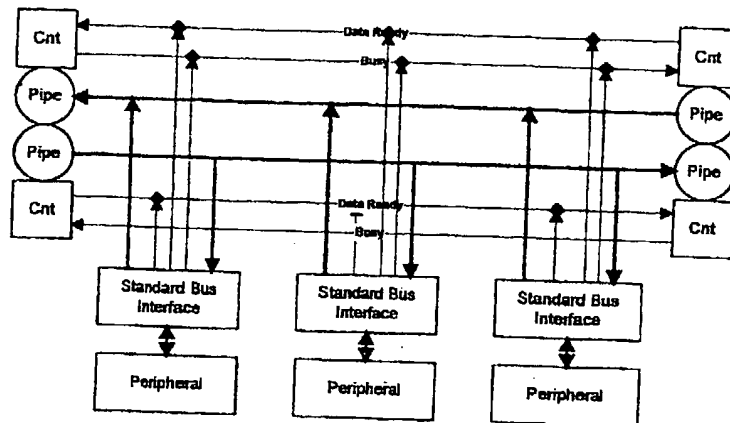 Cnt
Data Ready
Busy
Cnt
Pipe
Pipe
Pipe
Pipe
Cnt
Data Ready
Busy
Cnt
Standard Bus
Interface
Standard Bus
Interface
Standard Bus
Interface
Peripheral
Peripheral
Peripheral